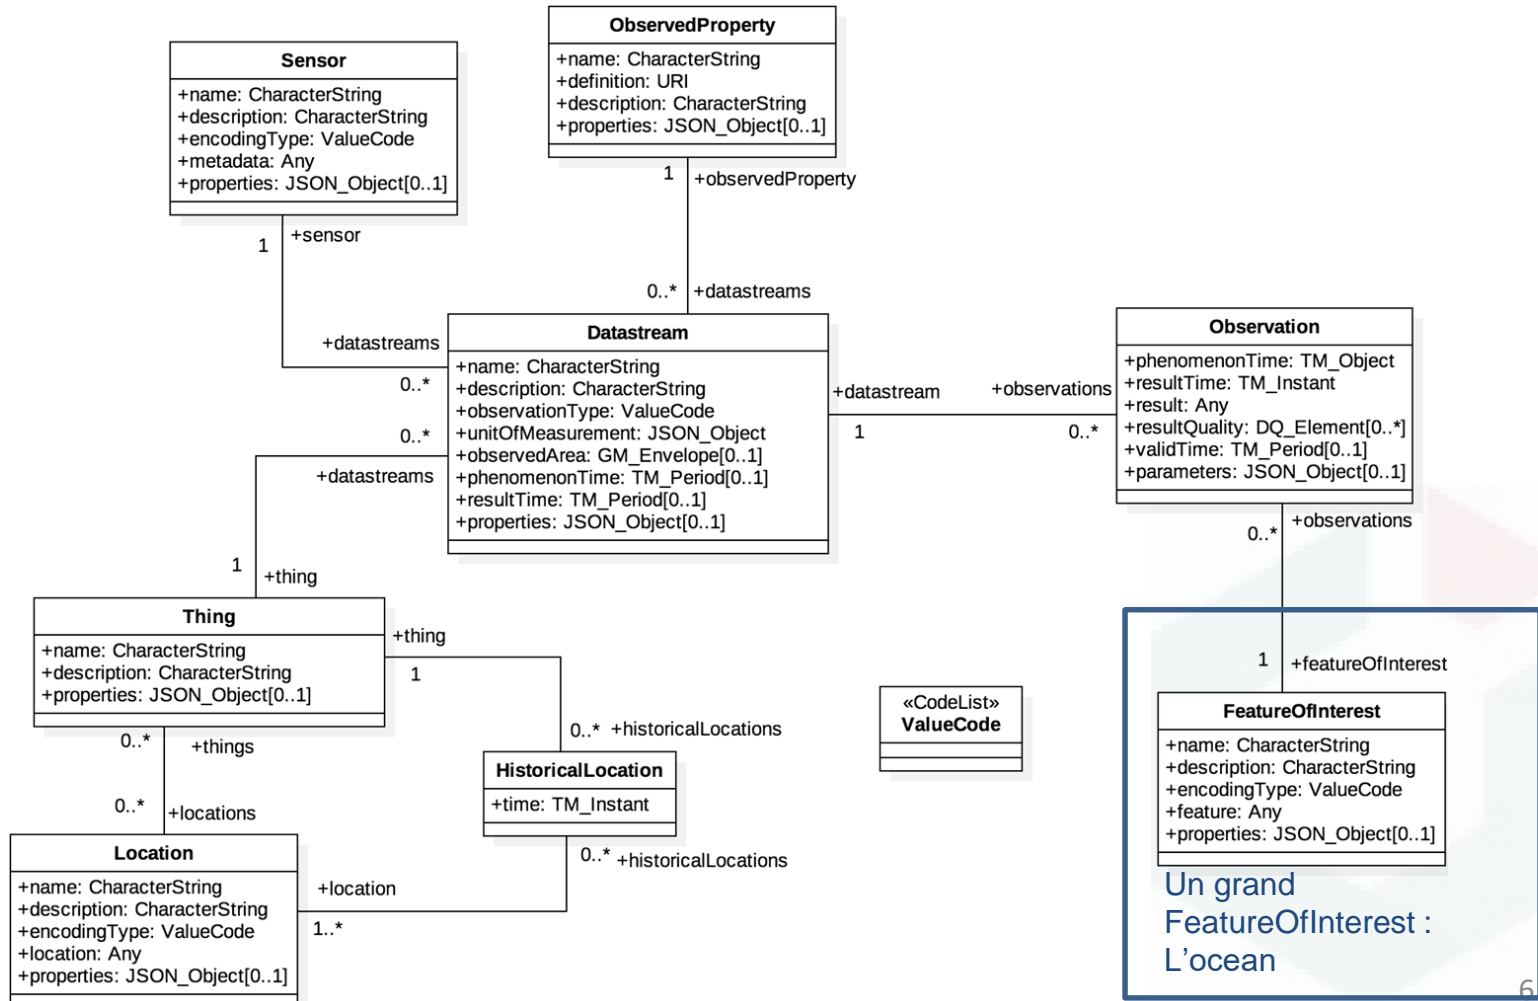 ObservedProperty
+name: CharacterString
+definition: URI
+description: CharacterString
+properties: JSON_Object[0..1]
1
+observedProperty
0..*
+datastreams
Sensor
+name: CharacterString
+description: CharacterString
+encodingType: ValueCode
+metadata: Any
+properties: JSON_Object[0..1]
1
+sensor
+datastreams
0..*
Datastream
+name: CharacterString
+description: CharacterString
+observationType: ValueCode
+unitOfMeasurement: JSON_Object
+observedArea: GM_Envelope[0..1]
+phenomenonTime: TM_Period[0..1]
+resultTime: TM_Period[0..1]
+properties: JSON_Object[0..1]
+datastream
1
+observations
0..*
Observation
+phenomenonTime: TM_Object
+resultTime: TM_Instant
+result: Any
+resultQuality: DQ_Element[0..*]
+validTime: TM_Period[0..1]
+parameters: JSON_Object[0..1]
0..*
+observations
0..*
+datastreams
1
+thing
Thing
+name: CharacterString
+description: CharacterString
+properties: JSON_Object[0..1]
+thing
1
0..* +historicalLocations
HistoricalLocation
+time: TM_Instant
0..* +historicalLocations
0..*
+things
0..*
+locations
Location
+name: CharacterString
+description: CharacterString
+encodingType: ValueCode
+location: Any
+properties: JSON_Object[0..1]
+location
1..*
«CodeList»
ValueCode
1
+featureOfInterest
FeatureOfInterest
+name: CharacterString
+description: CharacterString
+encodingType: ValueCode
+feature: Any
+properties: JSON_Object[0..1]
Un grand
FeatureOfInterest :
L'ocean
6